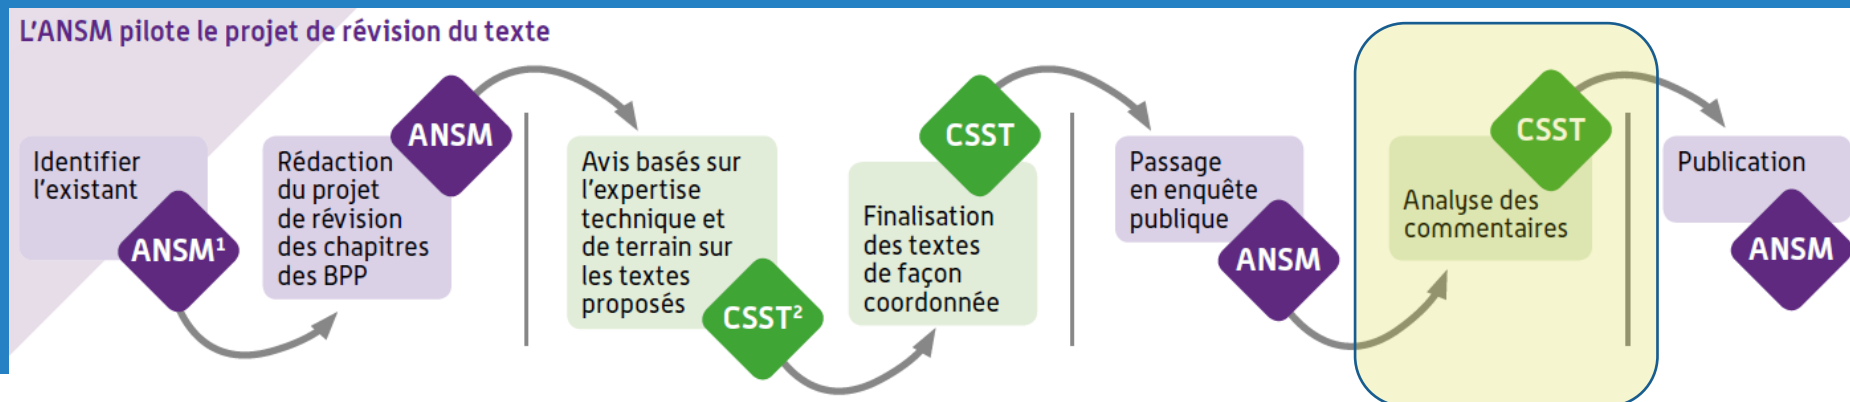 L'ANSM pilote le projet de révision du texte
Identifier
l'existant
ANSM¹
Rédaction
du projet
de révision
des chapitres
des BPP
ANSM
Avis basés sur
l'expertise
technique et
de terrain sur
les textes
proposés
CSST²
Finalisation
des textes
de façon
coordonnée
CSST
Passage
en enquête
publique
ANSM
Analyse des
commentaires
CSST
Publication
ANSM